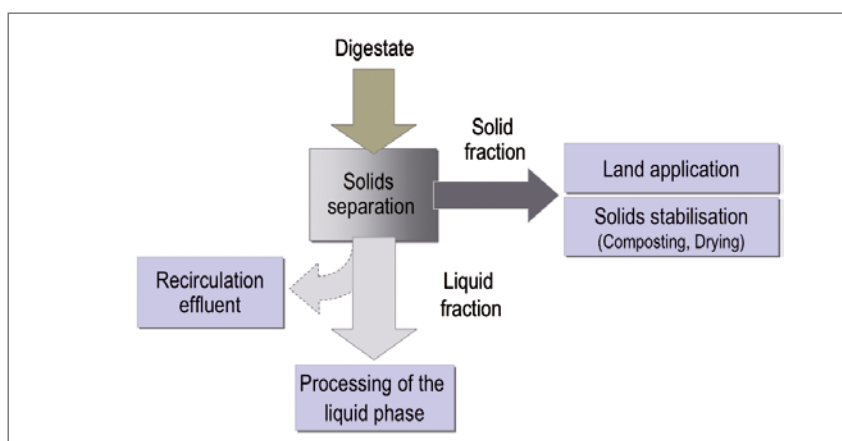 Digestate
Solid
fraction
Solids
separation
Land application
Solids stabilisation
(Composting, Drying)
Recirculation
effluent
Liquid
fraction
Processing of the
liquid phase